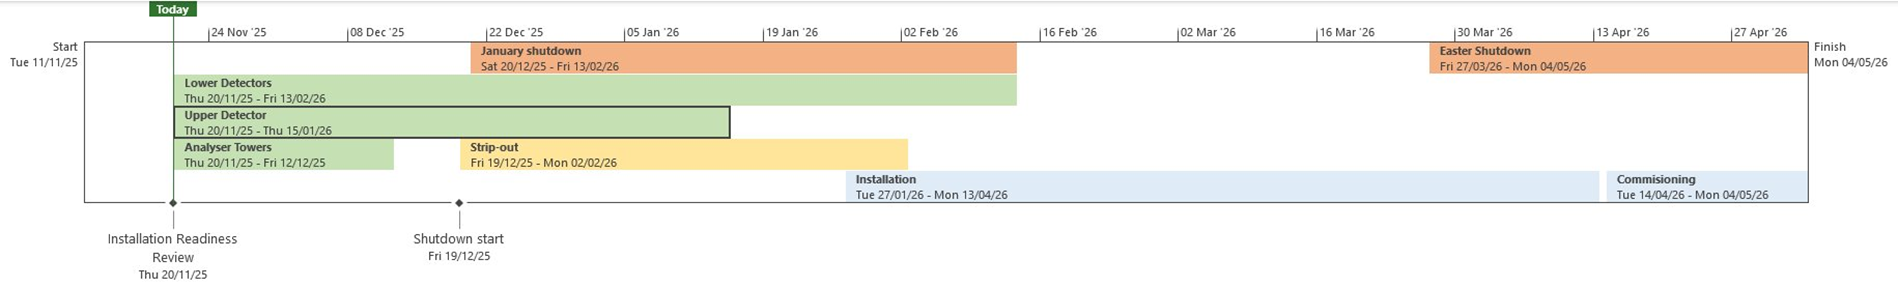 Today
24 Nov '25
08 Dec '25
22 Dec '25
05 Jan '26
19 Jan '26
02 Feb '26
16 Feb '26
02 Mar '26
16 Mar '26
30 Mar '26
13 Apr '26
27 Apr '26
Start
Tue 11/11/25
January shutdown
Sat 20/12/25 - Fri 13/02/26
Easter Shutdown
Fri 27/03/26 - Mon 04/05/26
Finish
Mon 04/05/26
Lower Detectors
Thu 20/11/25 - Fri 13/02/26
Upper Detector
Thu 20/11/25 - Thu 15/01/26
Analyser Towers
Thu 20/11/25 - Fri 12/12/25
Strip-out
Fri 19/12/25 - Mon 02/02/26
Installation
Tue 27/01/26 - Mon 13/04/26
Commisioning
Tue 14/04/26 - Mon 04/05/26
Installation Readiness
Review
Thu 20/11/25
Shutdown start
Fri 19/12/25